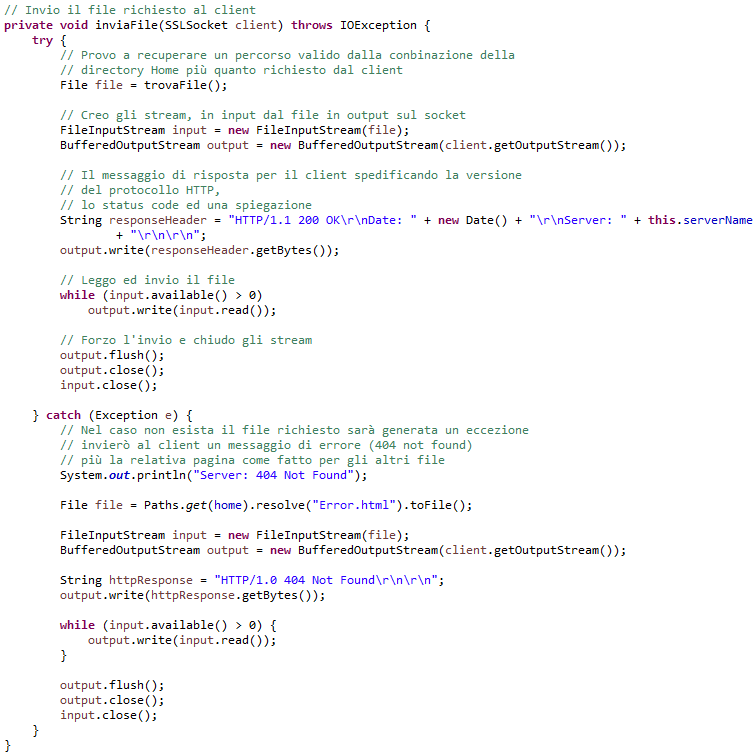 // Invio il file richiesto al client
private void inviaFile(SSLSocket client) throws IOException {
    try {
        // Provo a recuperare un percorso valido dalla conbinazione della
        // directory Home più quanto richiesto dal client
        File file = trovaFile();

        // Creo gli stream, in input dal file in output sul socket
        FileInputStream input = new FileInputStream(file);
        BufferedOutputStream output = new BufferedOutputStream(client.getOutputStream());

        // Il messaggio di risposta per il client spedificando la versione
        // del protocollo HTTP,
        // lo status code ed una spiegazione
        String responseHeader = "HTTP/1.1 200 OK\r\nDate: " + new Date() + "\r\nServer: " + this.serverName
                + "\r\n\r\n";
        output.write(responseHeader.getBytes());

        // Leggo ed invio il file
        while (input.available() > 0)
            output.write(input.read());

        // Forzo l'invio e chiudo gli stream
        output.flush();
        output.close();
        input.close();

    } catch (Exception e) {
        // Nel caso non esista il file richiesto sarà generata un eccezione
        // invierò al client un messaggio di errore (404 not found)
        // più la relativa pagina come fatto per gli altri file
        System.out.println("Server: 404 Not Found");

        File file = Paths.get(home).resolve("Error.html").toFile();

        FileInputStream input = new FileInputStream(file);
        BufferedOutputStream output = new BufferedOutputStream(client.getOutputStream());

        String httpResponse = "HTTP/1.0 404 Not Found\r\n\r\n";
        output.write(httpResponse.getBytes());

        while (input.available() > 0) {
            output.write(input.read());
        }

        output.flush();
        output.close();
        input.close();
    }
}